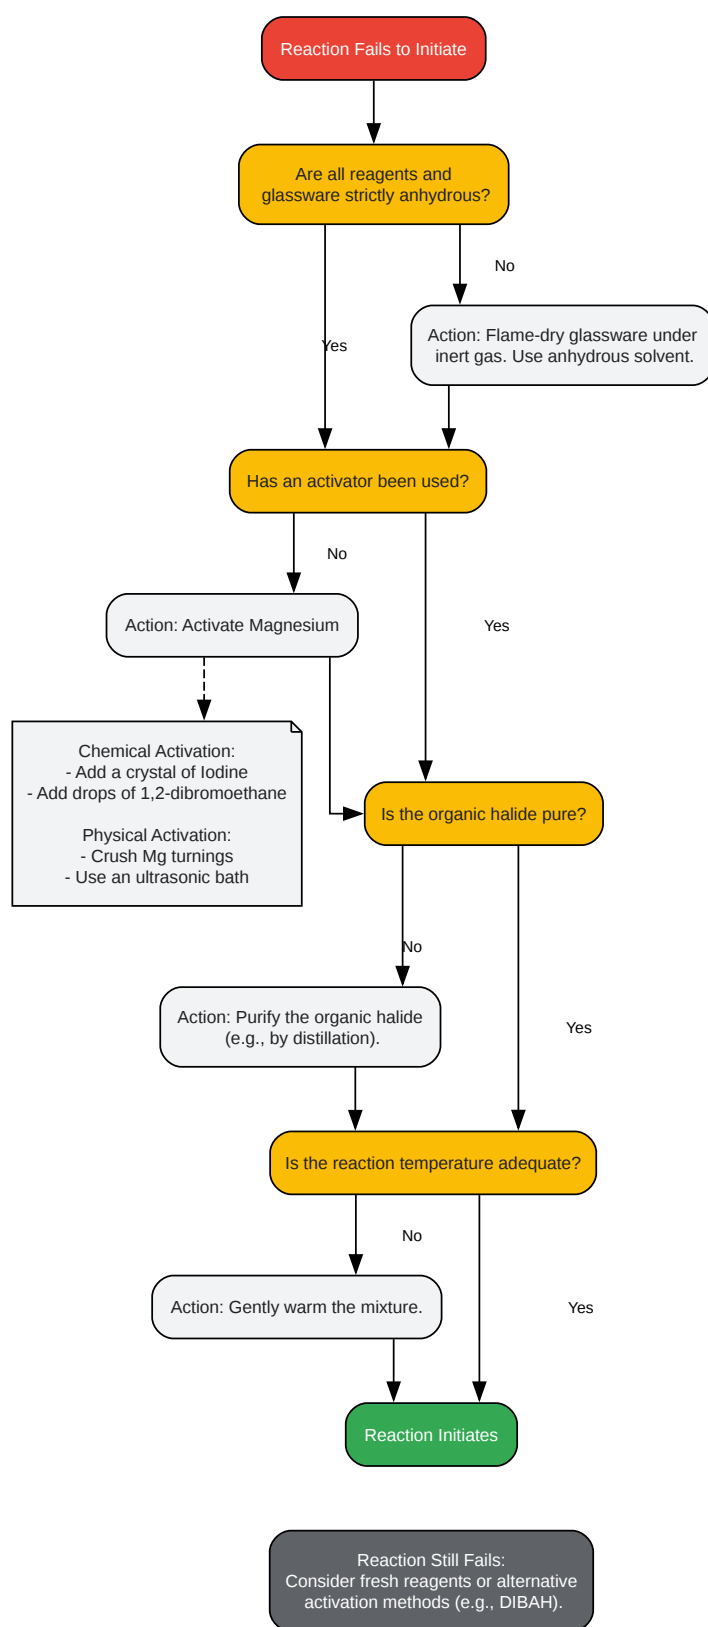 Reaction Fails to Initiate
Are all reagents and
glassware strictly anhydrous?
No
Action: Flame-dry glassware under
inert gas. Use anhydrous solvent.
Yes
Has an activator been used?
No
Action: Activate Magnesium
Yes
Chemical Activation:
- Add a crystal of Iodine
- Add drops of 1,2-dibromoethane
Physical Activation:
- Crush Mg turnings
- Use an ultrasonic bath
Is the organic halide pure?
No
Action: Purify the organic halide
(e.g., by distillation).
Yes
Is the reaction temperature adequate?
No
Action: Gently warm the mixture.
Yes
Reaction Initiates
Reaction Still Fails:
Consider fresh reagents or alternative
activation methods (e.g., DIBAH).